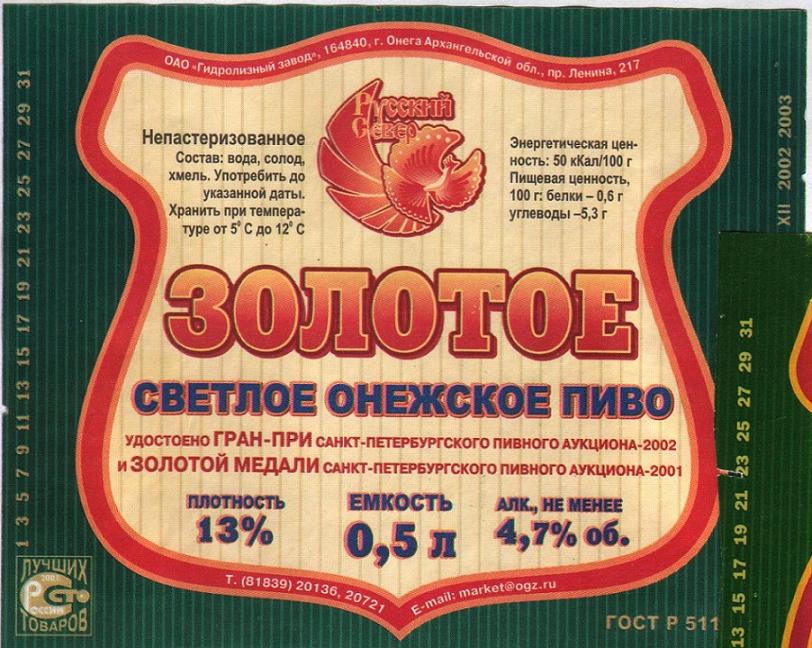 ОАО «Гидролизный завод», 164840, г. Онега Архангельской обл., пр. Ленина, 217
Русский
Север
Непастеризованное
Состав: вода, солод,
хмель. Употребить до
указанной даты.
Хранить при темпера-
туре от 5⁰ С до 12⁰ С
Энергетическая цен-
ность: 50 кКал/100 г
Пищевая ценность,
100 г: белки – 0,6 г
углеводы –5,3 г
ЗОЛОТОЕ
СВЕТЛОЕ ОНЕЖСКОЕ ПИВО
УДОСТОЕНО ГРАН-ПРИ САНКТ-ПЕТЕРБУРГСКОГО ПИВНОГО АУКЦИОНА-2002
И ЗОЛОТОЙ МЕДАЛИ САНКТ-ПЕТЕРБУРГСКОГО ПИВНОГО АУКЦИОНА-2001
ПЛОТНОСТЬ
13%
ЕМКОСТЬ
0,5 л
АЛК., НЕ МЕНЕЕ
4,7% об.
Т. (81839) 20136, 20721
E-mail: market@ogz.ru
1 3 5 7 9 11 13 15 17 19 21 23 25 27 29 31
XII 2002 2003
13 15 17 19 21 23 25 27 29 31
ЛУЧШИХ
2001
100
России
ТОВАРОВ
ГОСТ Р 511